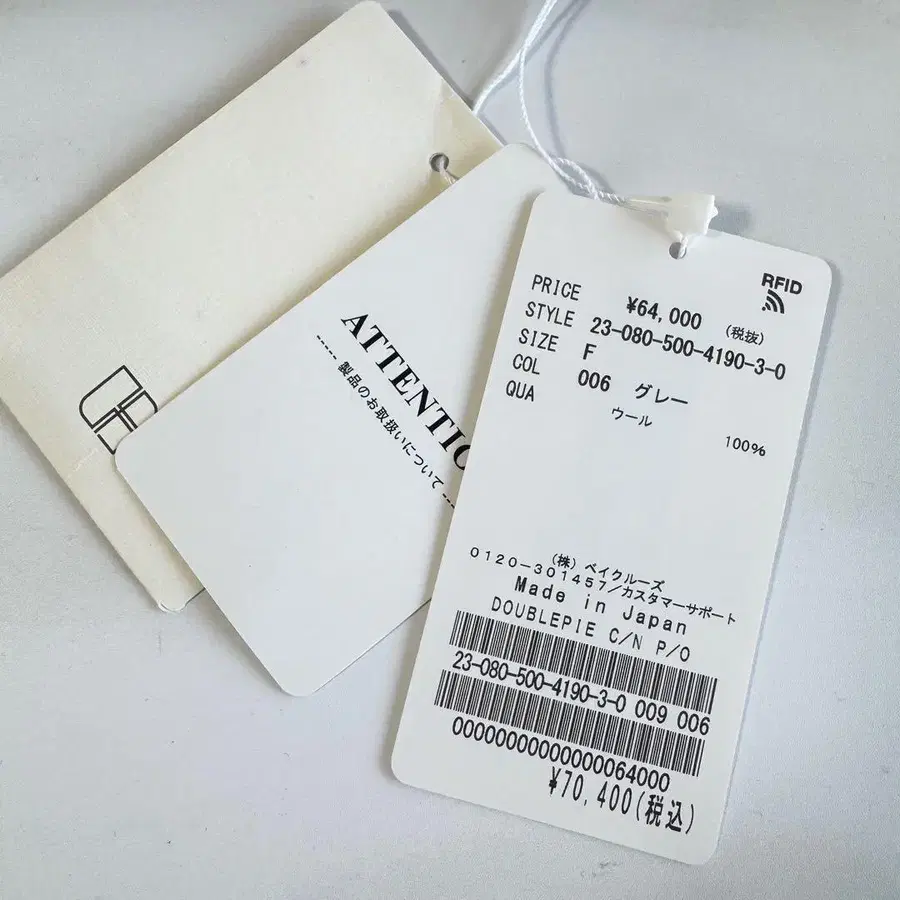 ATTENTIO
----- 製品のお取扱いについて ---
RFID
PRICE ¥64,000 (税抜)
STYLE 23-080-500-4190-3-0
SIZE F
COL 006 グレー
QUA ウール 100%
(株) ベイクルーズ
0120-301457/カスタマーサポート
Made in Japan
DOUBLEPIE C/N P/O
23-080-500-4190-3-0 009 006
00000000000000064000
¥70,400(税込)